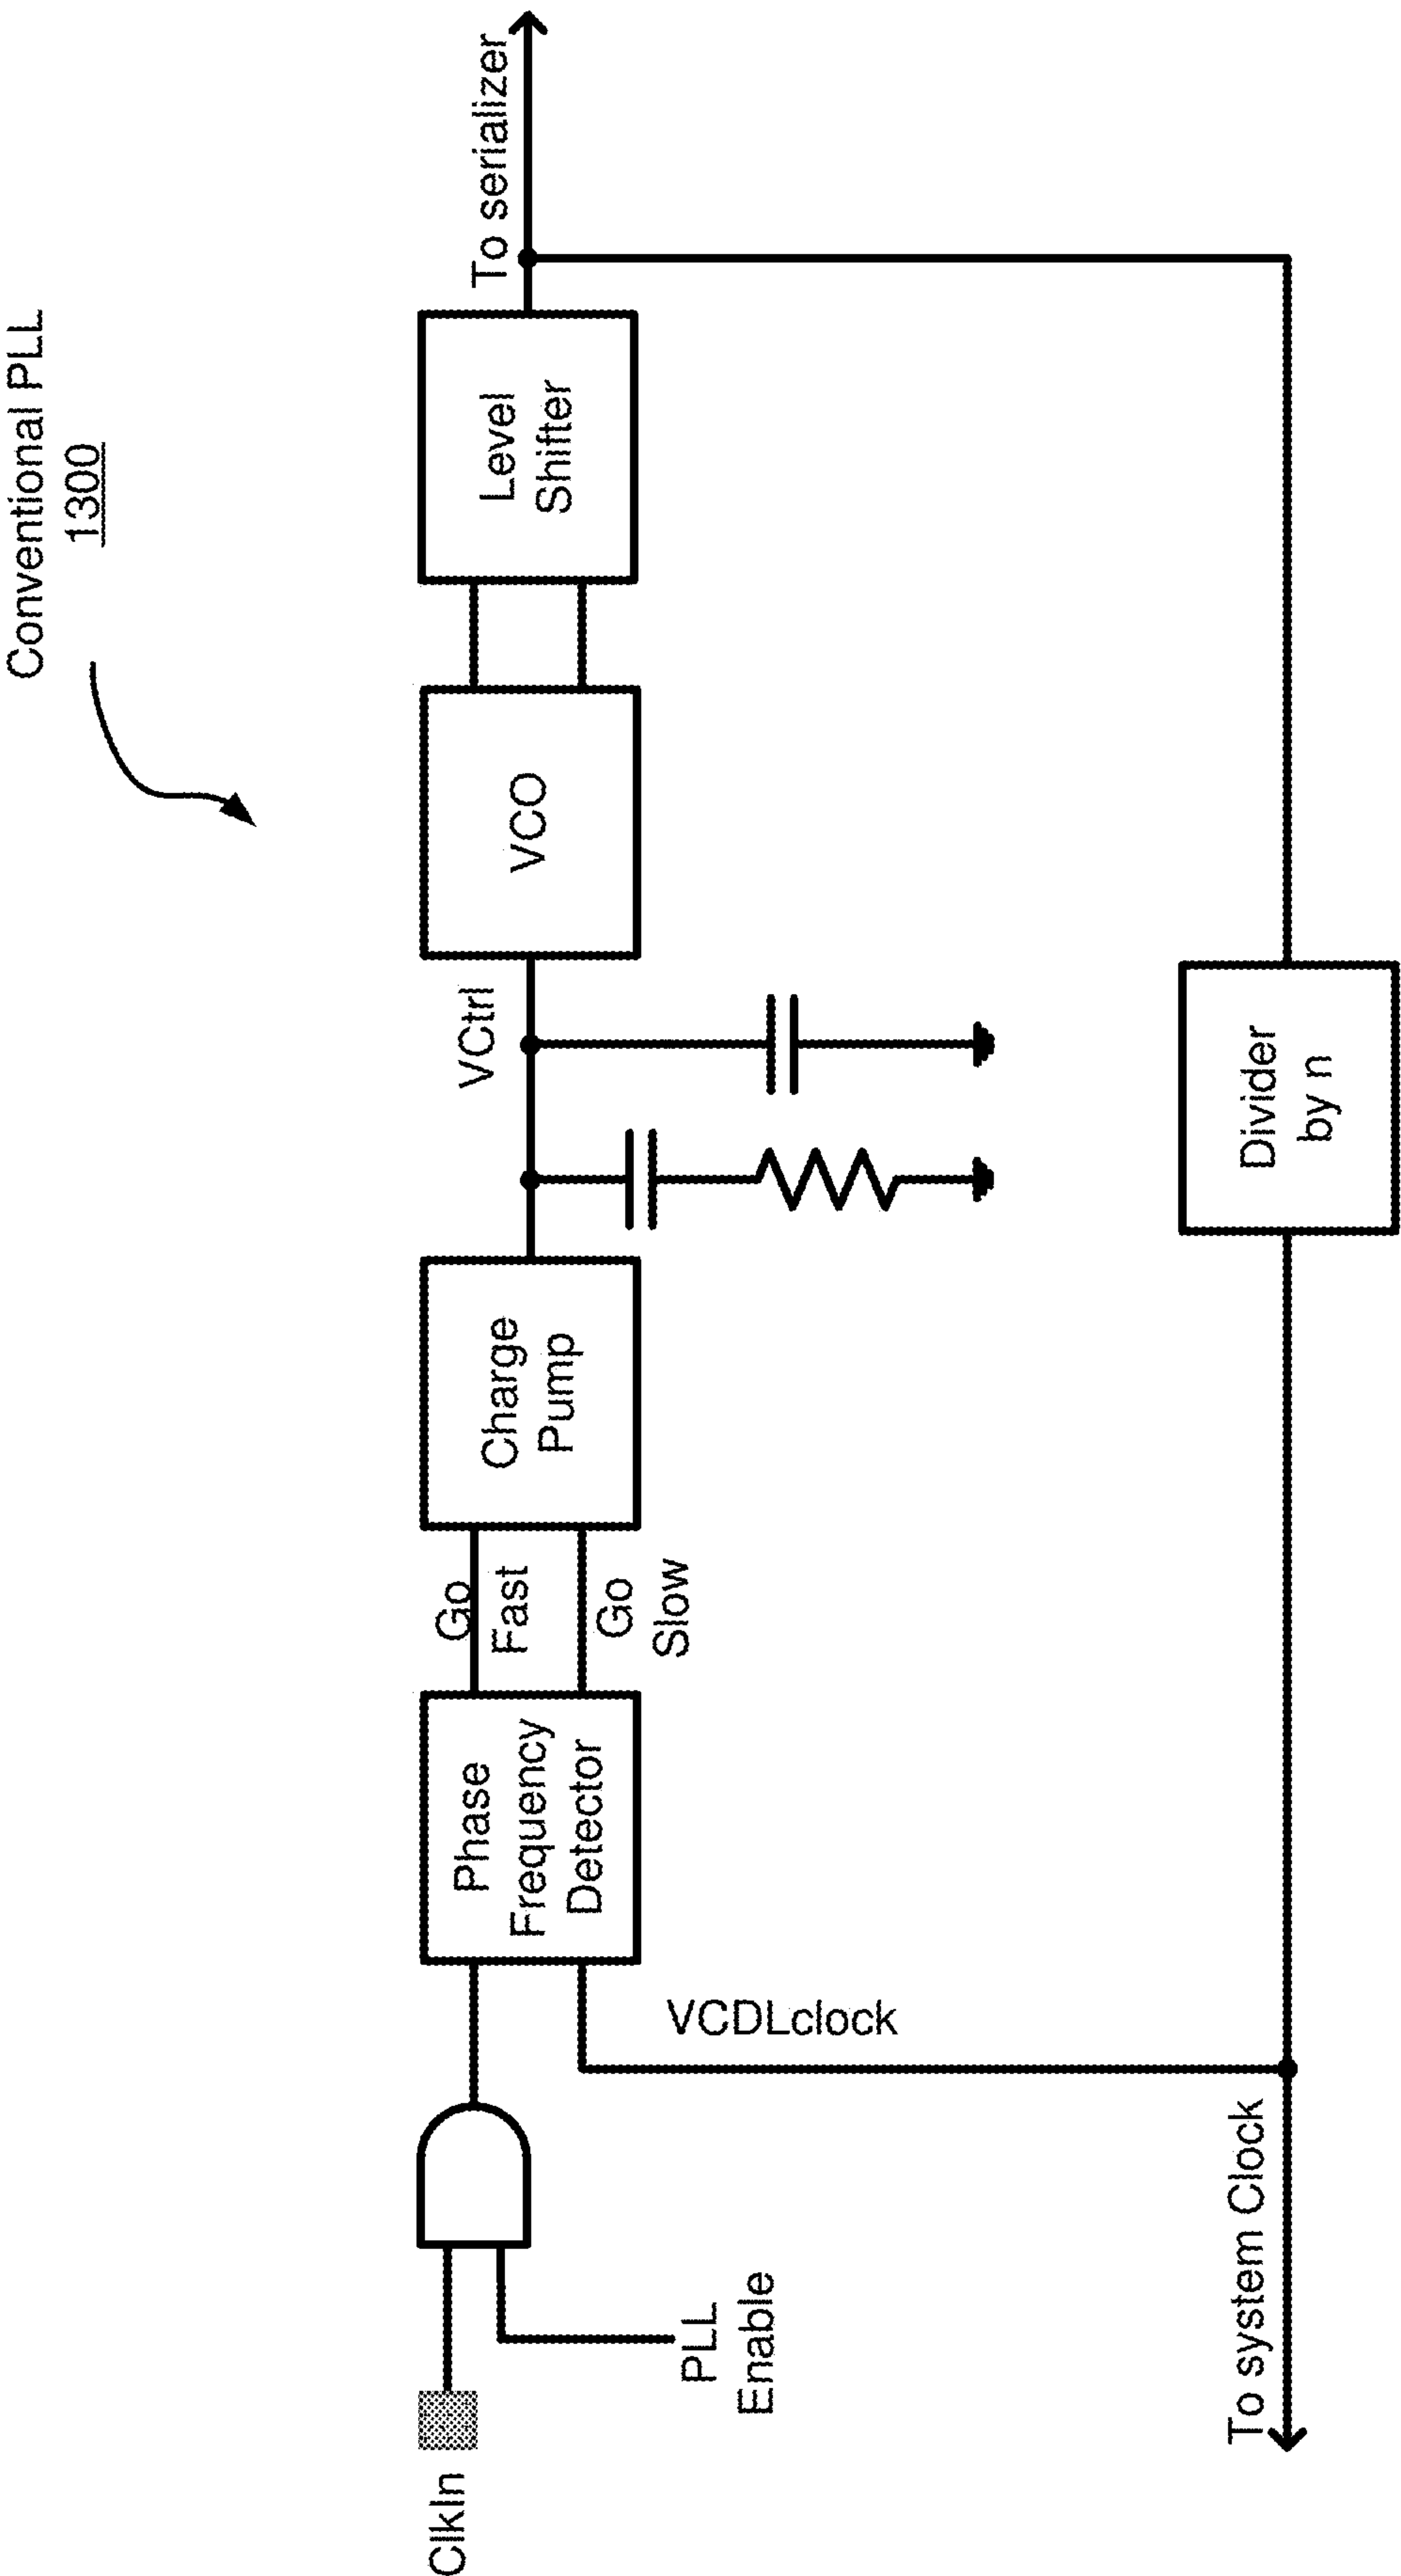 Conventional PLL
1300
ClkIn
PLL
Enable
Phase
Frequency
Detector
VCDLclock
Go
Fast
Go
Slow
Charge
Pump
VCtrl
VCO
Level
Shifter
To serializer
Divider
by n
To system Clock